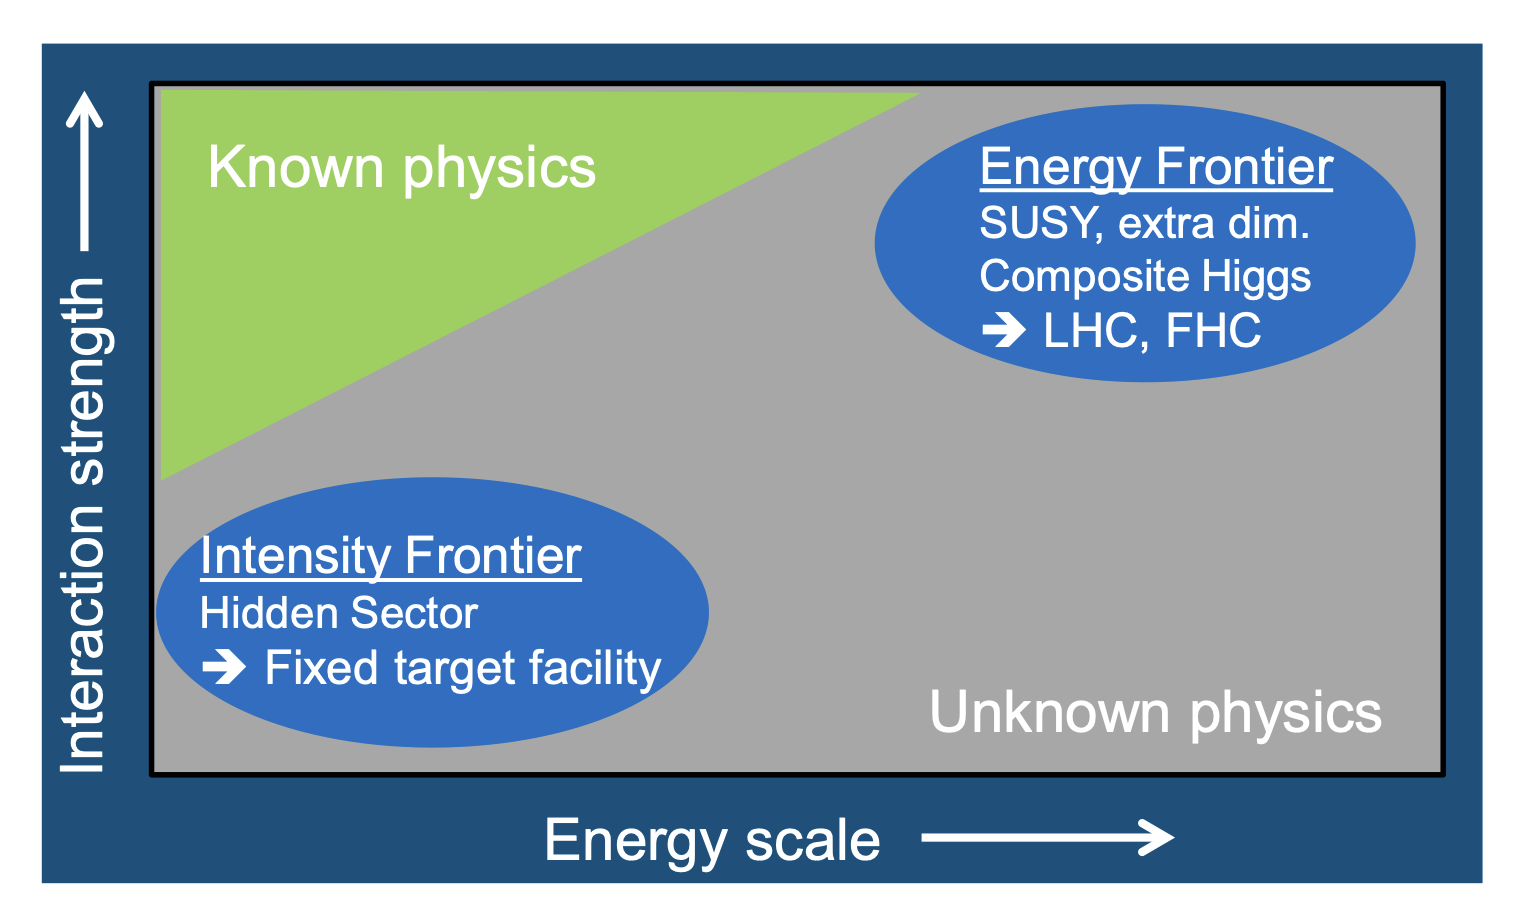 Known physics
Energy Frontier
SUSY, extra dim.
Composite Higgs
➔ LHC, FHC
Interaction strength
Intensity Frontier
Hidden Sector
➔ Fixed target facility
Unknown physics
Energy scale